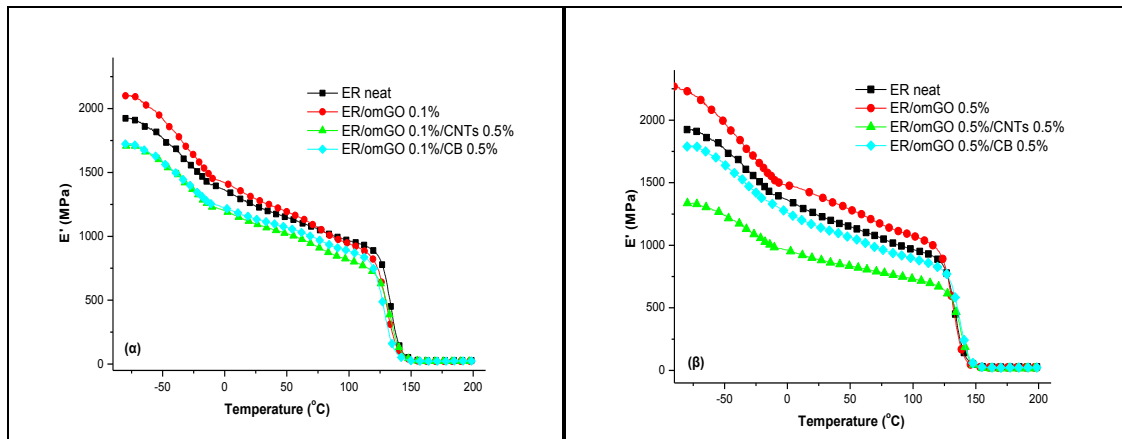 E' (MPa)
2000
1500
1000
500
0
ER neat
ER/omGO 0.1%
ER/omGO 0.1%/CNTs 0.5%
ER/omGO 0.1%/CB 0.5%
(α)
-50 0 50 100 150 200
Temperature (°C)
E' (MPa)
2000
1500
1000
500
0
ER neat
ER/omGO 0.5%
ER/omGO 0.5%/CNTs 0.5%
ER/omGO 0.5%/CB 0.5%
(β)
-50 0 50 100 150 200
Temperature (°C)